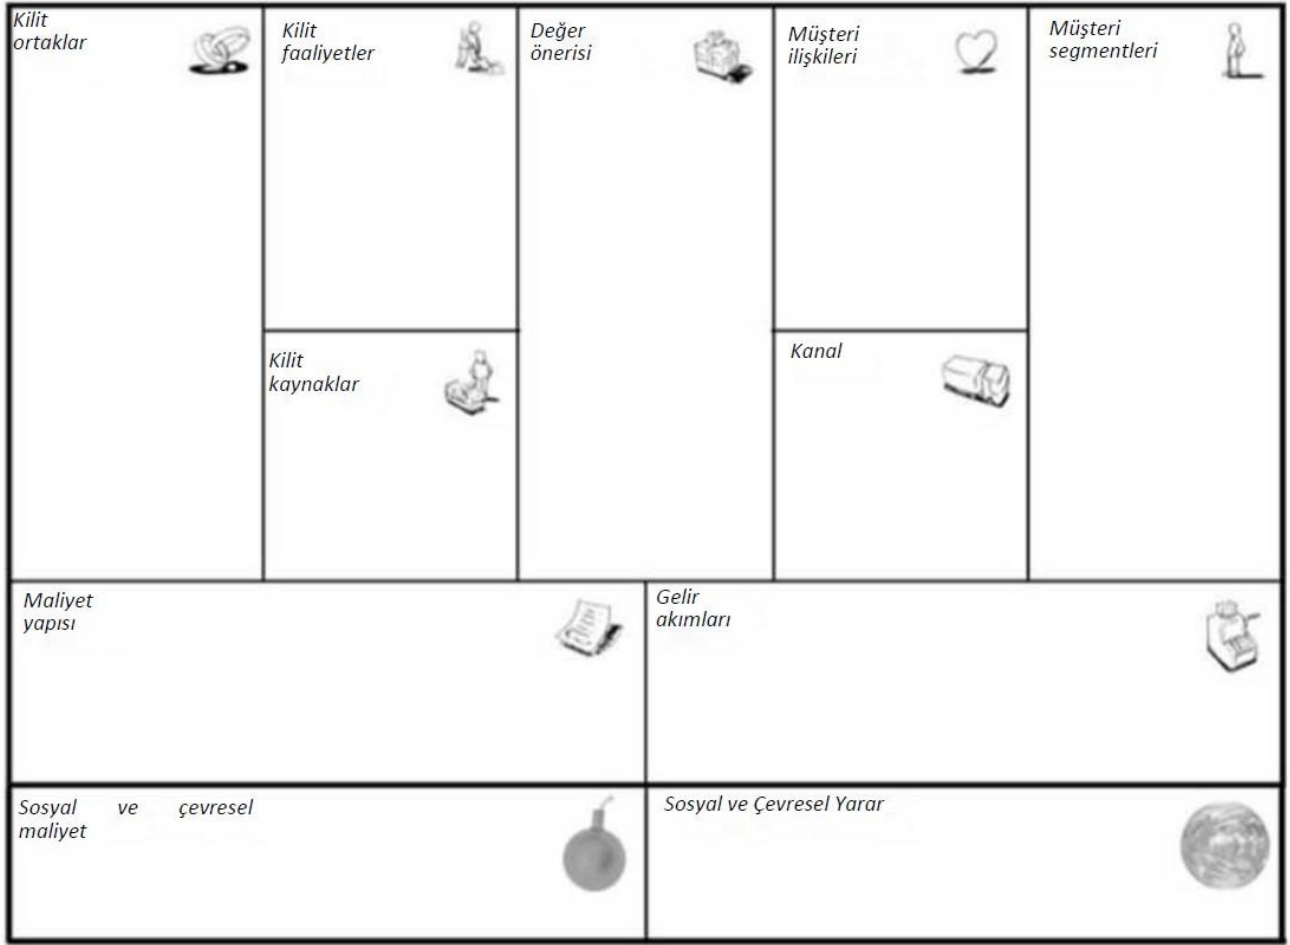 Kilit
ortaklar
Kilit
faaliyetler
Değer
önerisi
Müşteri
ilişkileri
Müşteri
segmentleri
Kilit
kaynaklar
Kanal
Maliyet
yapısı
Gelir
akımları
Sosyal ve çevresel
maliyet
Sosyal ve Çevresel Yarar